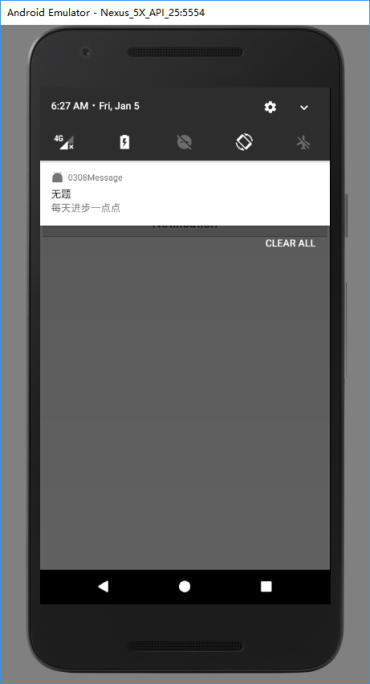 Android Emulator - Nexus_5X_API_25:5554
6:27 AM • Fri, Jan 5
4G
0308Message
无题
每天进步一点点
Notification
CLEAR ALL